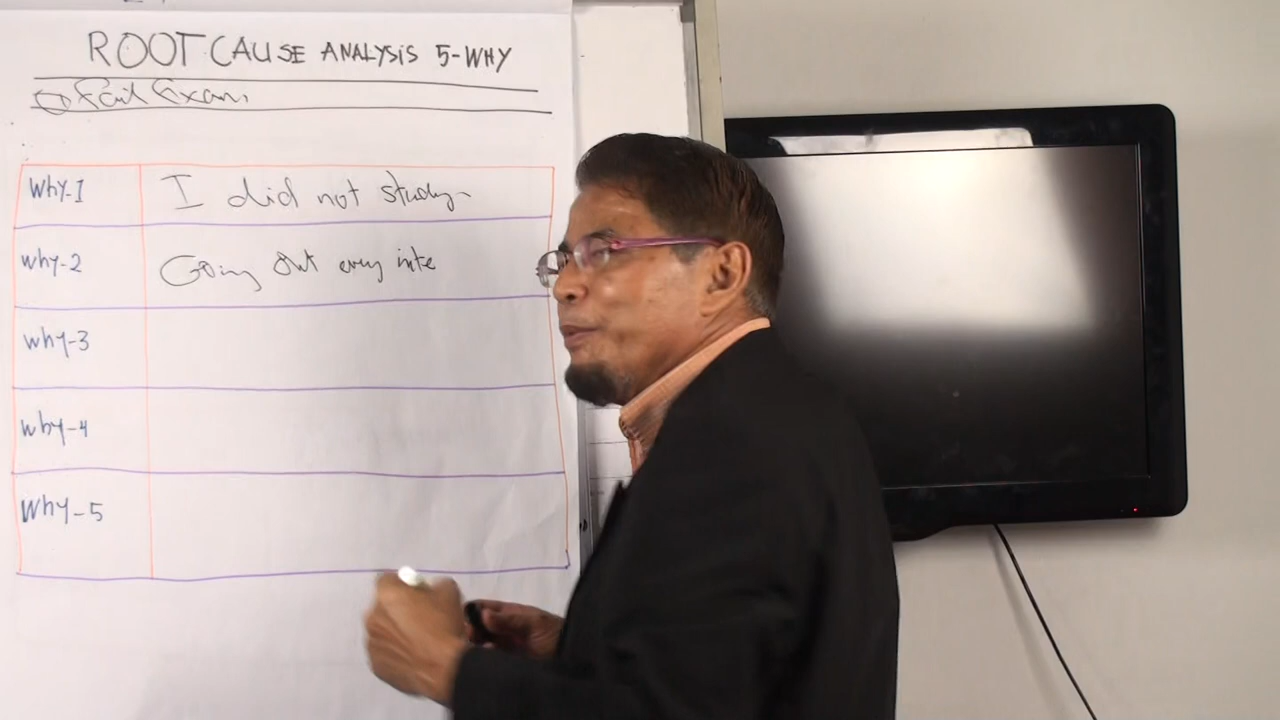 ROOT CAUSE ANALYSIS 5-WHY
Fail Exam
Why-1 I did not study
why-2 Going Out every
why-3
why-4
Why-5